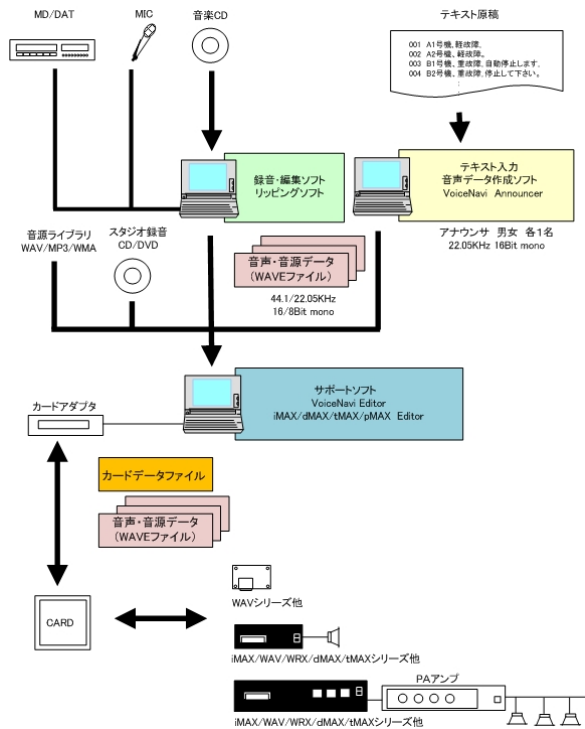 MD/DAT
MIC
音楽CD
テキスト原稿
001 A1号機、軽故障.
002 A2号機、軽故障。
003 B1号機、重故障、自動停止します.
004 B2号機、重故障、停止して下さい。
録音・編集ソフト
リッピングソフト
テキスト入力
音声データ作成ソフト
VoiceNavi Announcer
アナウンサ 男女 各1名
22.05KHz 16Bit mono
音源ライブラリ
WAV/MP3/WMA
スタジオ録音
CD/DVD
音声・音源データ
(WAVEファイル)
44.1/22.05KHz
16/8Bit mono
サポートソフト
VoiceNavi Editor
iMAX/dMAX/tMAX/pMAX Editor
カードアダプタ
カードデータファイル
音声・音源データ
(WAVEファイル)
CARD
WAVシリーズ他
iMAX/WAV/WRX/dMAX/tMAXシリーズ他
PAアンプ
iMAX/WAV/WRX/dMAX/tMAXシリーズ他